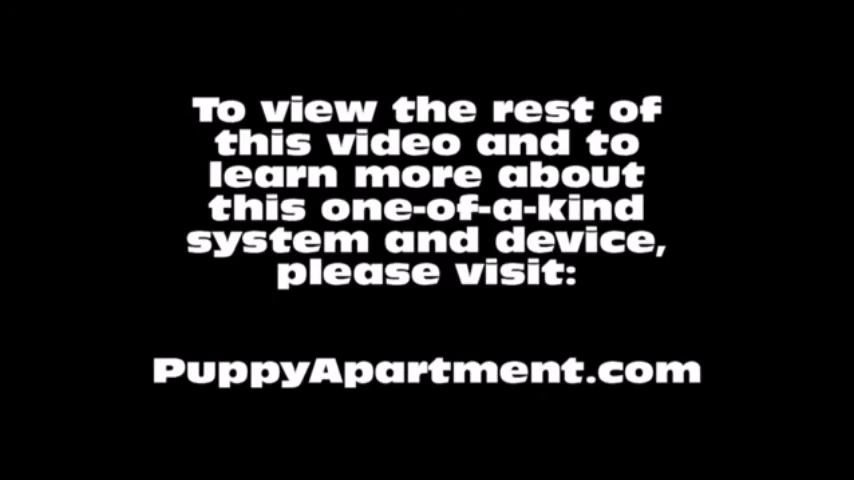 To view the rest of
this video and to
learn more about
this one-of-a-kind
system and device,
please visit:
PuppyApartment.com